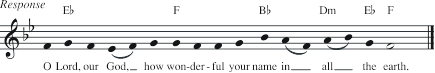 Response
E♭ F B♭ Dm E♭ F
O Lord, our God, how won-der-ful your name in all the earth.